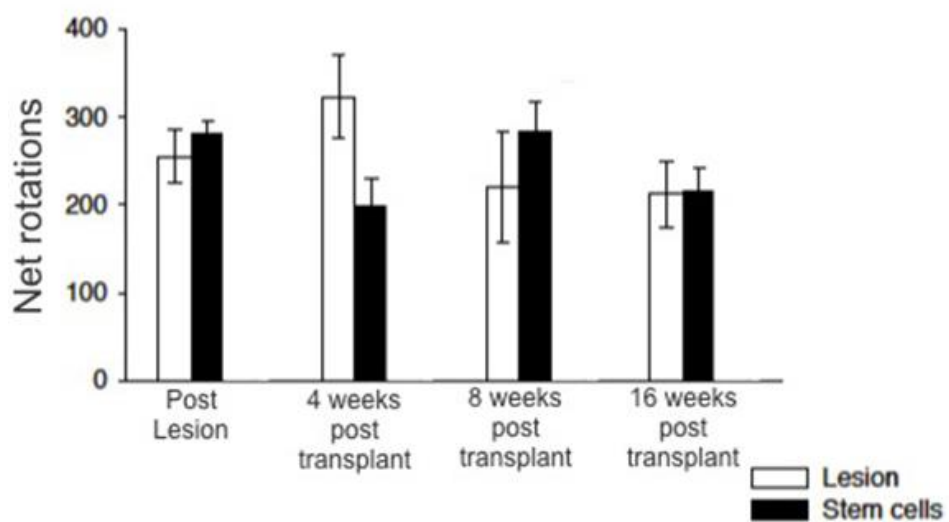 400
300
200
100
0
Net rotations
Post
Lesion
4 weeks
post
transplant
8 weeks
post
transplant
16 weeks
post
transplant
Lesion
Stem cells